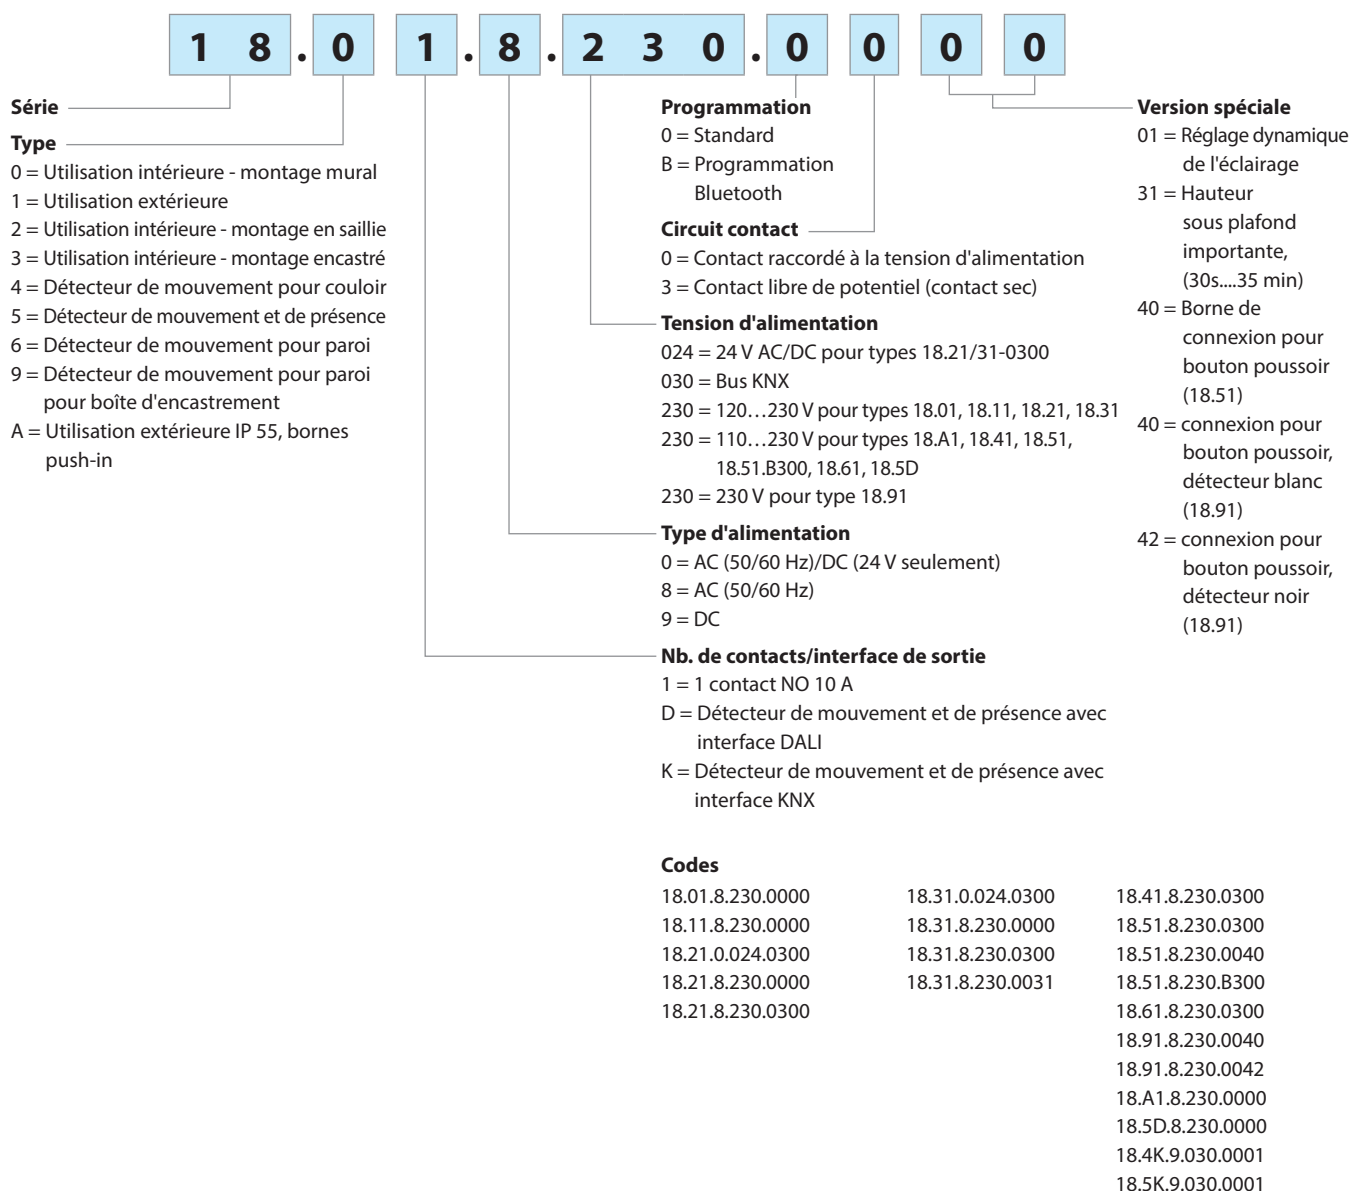 18.01.8.230.0000
Série
Type
0 = Utilisation intérieure - montage mural
1 = Utilisation extérieure
2 = Utilisation intérieure - montage en saillie
3 = Utilisation intérieure - montage encastré
4 = Détecteur de mouvement pour couloir
5 = Détecteur de mouvement et de présence
6 = Détecteur de mouvement pour paroi
9 = Détecteur de mouvement pour paroi
pour boîte d'encastrement
A = Utilisation extérieure IP 55, bornes
push-in
Programmation
0 = Standard
B = Programmation
Bluetooth
Circuit contact
0 = Contact raccordé à la tension d'alimentation
3 = Contact libre de potentiel (contact sec)
Tension d'alimentation
024 = 24 V AC/DC pour types 18.21/31-0300
030 = Bus KNX
230 = 120…230 V pour types 18.01, 18.11, 18.21, 18.31
230 = 110…230 V pour types 18.A1, 18.41, 18.51,
18.51.B300, 18.61, 18.5D
230 = 230 V pour type 18.91
Type d'alimentation
0 = AC (50/60 Hz)/DC (24 V seulement)
8 = AC (50/60 Hz)
9 = DC
Nb. de contacts/interface de sortie
1 = 1 contact NO 10 A
D = Détecteur de mouvement et de présence avec
interface DALI
K = Détecteur de mouvement et de présence avec
interface KNX
Version spéciale
01 = Réglage dynamique
de l'éclairage
31 = Hauteur
sous plafond
importante,
(30s....35 min)
40 = Borne de
connexion pour
bouton poussoir
(18.51)
40 = connexion pour
bouton poussoir,
détecteur blanc
(18.91)
42 = connexion pour
bouton poussoir,
détecteur noir
(18.91)
Codes
18.01.8.230.0000
18.11.8.230.0000
18.21.0.024.0300
18.21.8.230.0000
18.21.8.230.0300
18.31.0.024.0300
18.31.8.230.0000
18.31.8.230.0300
18.31.8.230.0031
18.41.8.230.0300
18.51.8.230.0300
18.51.8.230.0040
18.51.8.230.B300
18.61.8.230.0300
18.91.8.230.0040
18.91.8.230.0042
18.A1.8.230.0000
18.5D.8.230.0000
18.4K.9.030.0001
18.5K.9.030.0001